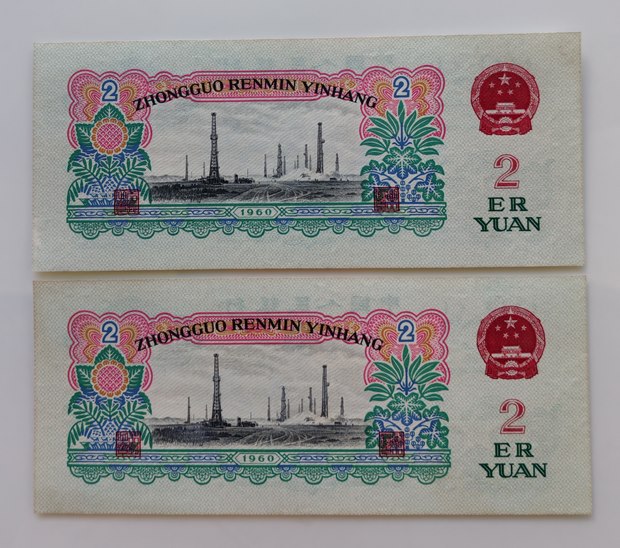 2 2
ZHONGGUO RENMIN YINHANG
1960
2
ER
YUAN
2 2
ZHONGGUO RENMIN YINHANG
1960
2
ER
YUAN